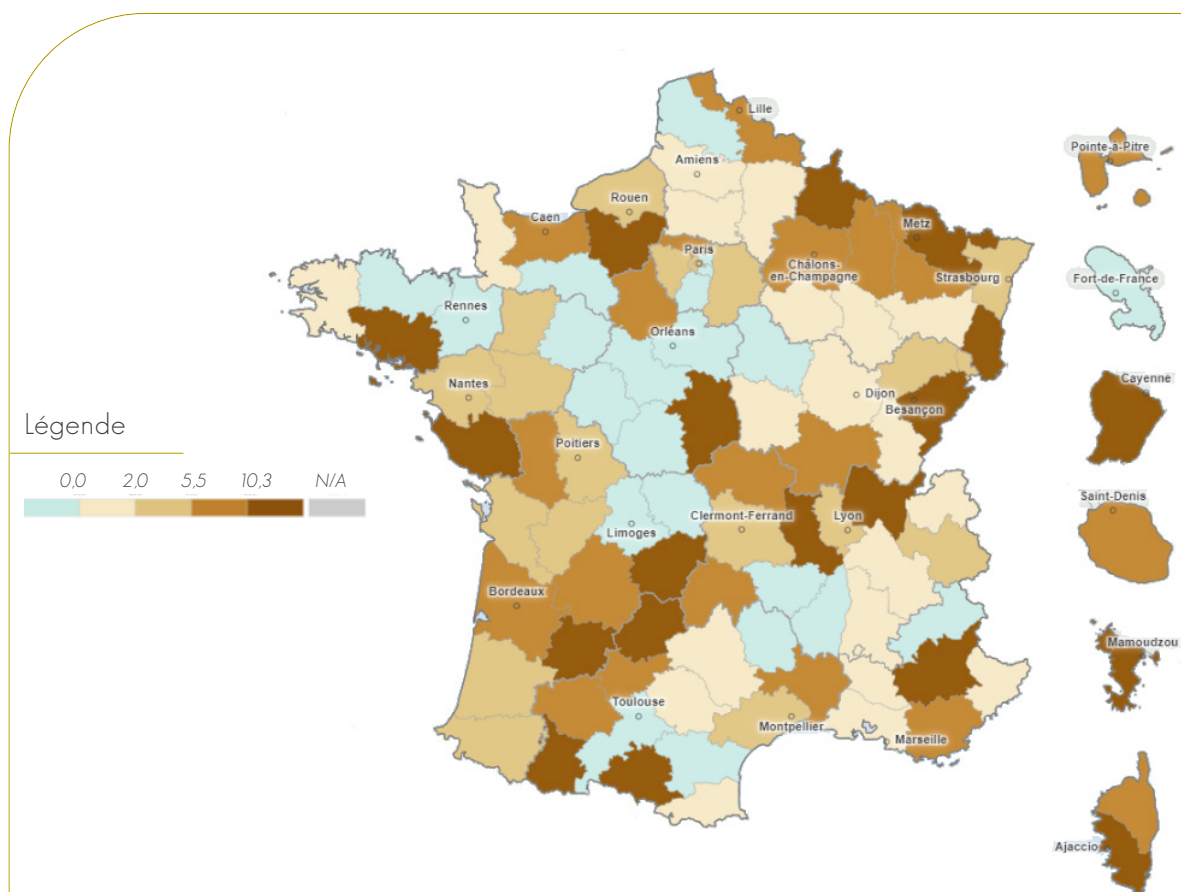 Lille
Pointe-à-Pitre
Amiens
Rouen
Caen
Metz
Paris
Châlons-
en-Champagne
Strasbourg
Fort-de-France
Rennes
Orléans
Cayenne
Nantes
Dijon
Besançon
Légende
Poitiers
0,0 2,0 5,5 10,3 N/A
Saint-Denis
Clermont-Ferrand
Lyon
Limoges
Bordeaux
Mamoudzou
Toulouse
Montpellier
Marseille
Ajaccio